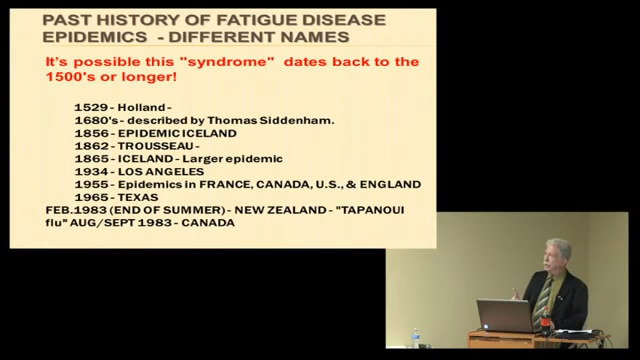 PAST HISTORY OF FATIGUE DISEASE
EPIDEMICS - DIFFERENT NAMES
It's possible this "syndrome" dates back to the
1500's or longer!
1529 - Holland -
1680's - described by Thomas Siddenham.
1856 - EPIDEMIC ICELAND
1862 - TROUSSEAU -
1865 - ICELAND - Larger epidemic
1934 - LOS ANGELES
1955 - Epidemics in FRANCE, CANADA, U.S., & ENGLAND
1965 - TEXAS
FEB.1983 (END OF SUMMER) - NEW ZEALAND - "TAPANOUI
flu" AUG/SEPT 1983 - CANADA